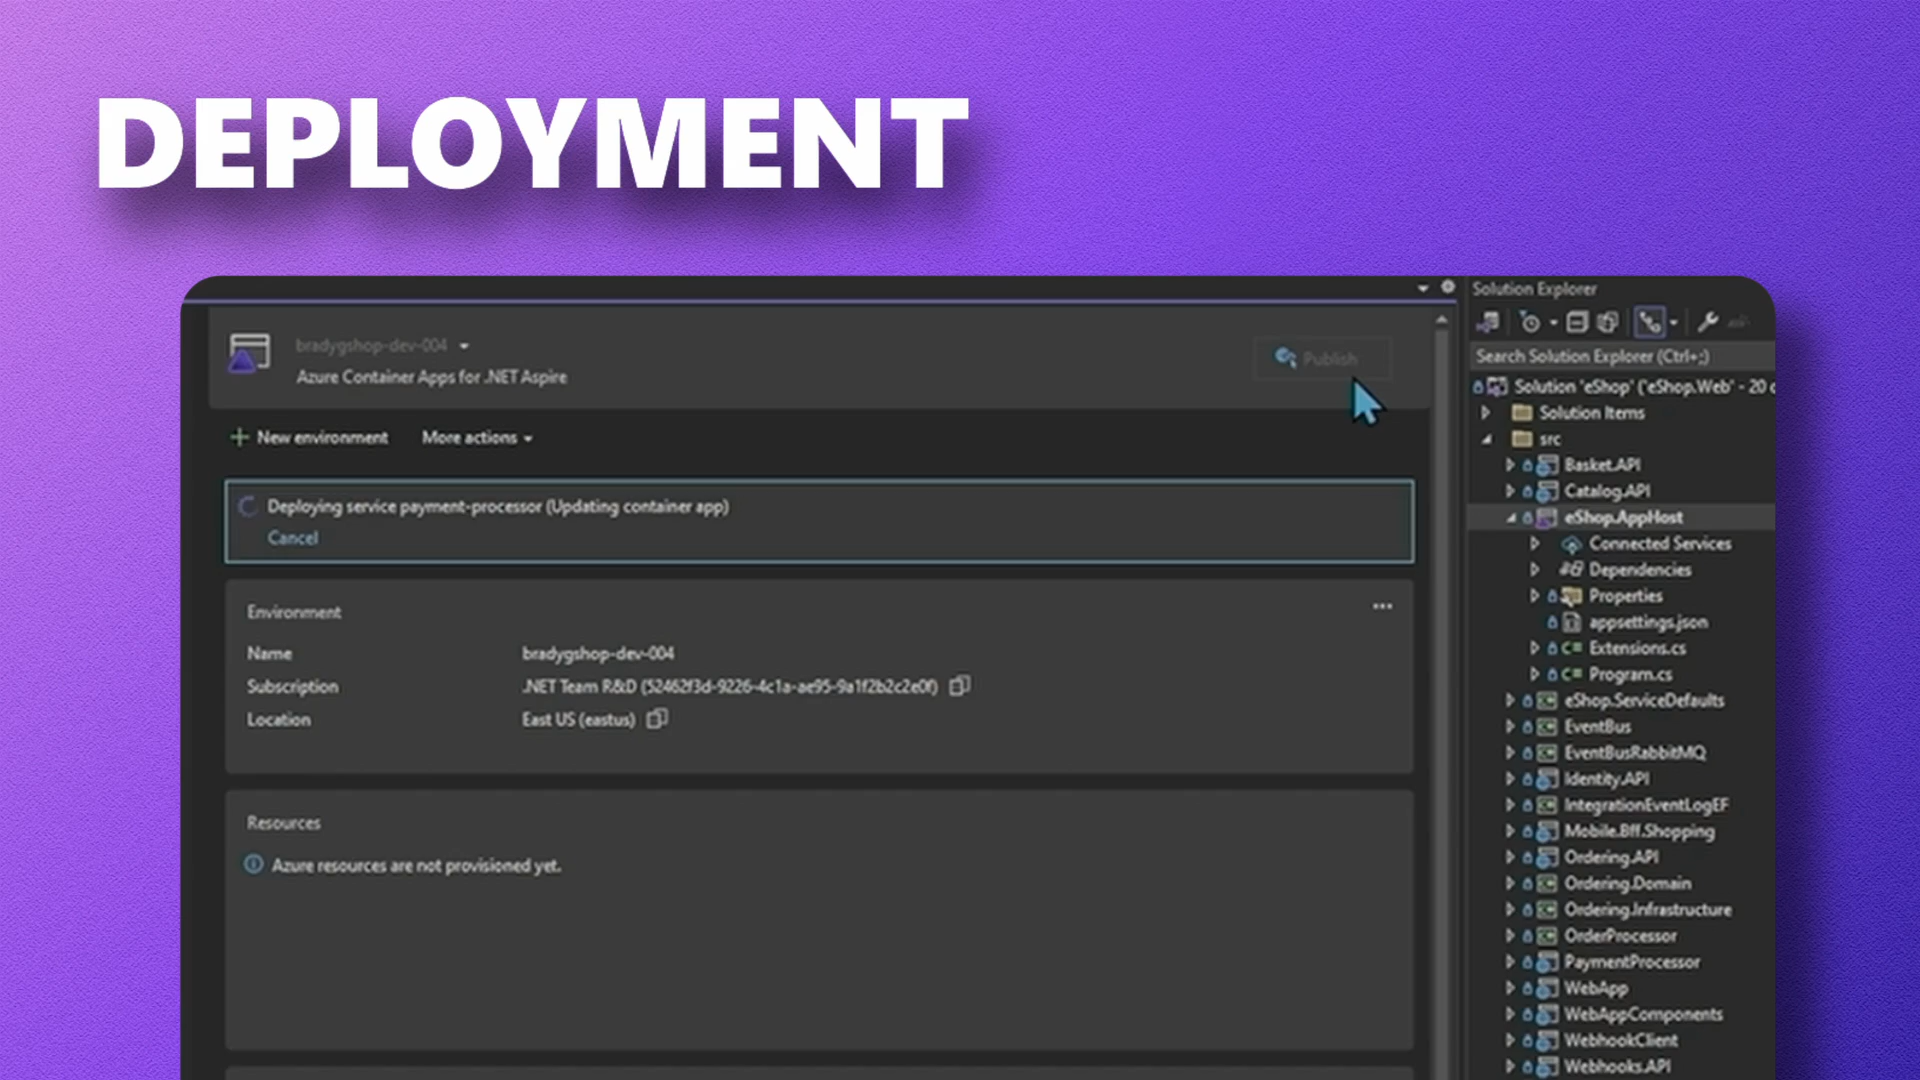 DEPLOYMENT
bradygshop-dev-004
Azure Container Apps for .NET Aspire
Publish
New environment
More actions
Deploying service payment-processor (Updating container app)
Cancel
Environment
Name
bradygshop-dev-004
Subscription
.NET Team R&D (52462f3d-9226-4c1a-ae95-9a1f2b2c2e0f)
Location
East US (eastus)
Resources
Azure resources are not provisioned yet.
Solution Explorer
Search Solution Explorer (Ctrl+;)
Solution 'eShop' ('eShop.Web' - 20 o
Solution Items
src
Basket.API
Catalog.API
eShop.AppHost
Connected Services
Dependencies
Properties
appsettings.json
Extensions.cs
Program.cs
eShop.ServiceDefaults
EventBus
EventBusRabbitMQ
Identity.API
IntegrationEventLogEF
Mobile.Bff.Shopping
Ordering.API
Ordering.Domain
Ordering.Infrastructure
OrderProcessor
PaymentProcessor
WebApp
WebAppComponents
WebhookClient
Webhooks.API